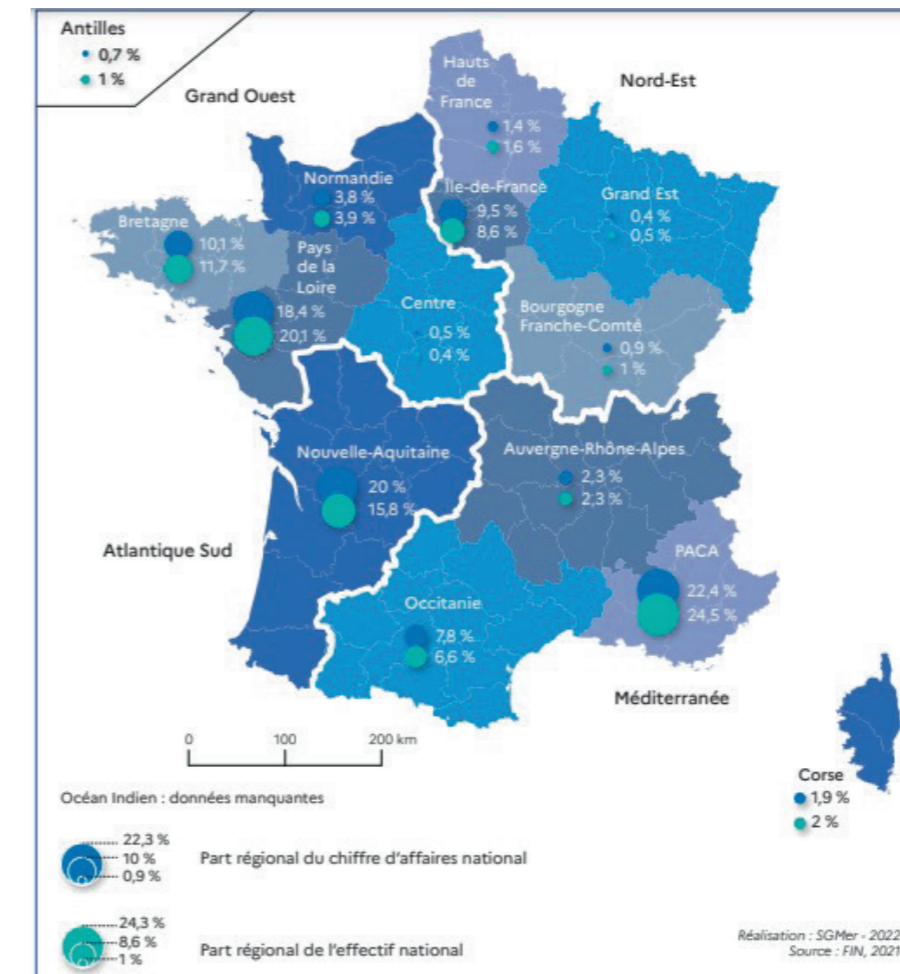 Antilles
0,7 %
1 %
Grand Ouest
Nord-Est
Hauts
de
France
1,4 %
1,6 %
Normandie
3,8 %
3,9 %
Île-de-France
9,5 %
8,6 %
Grand Est
0,4 %
0,5 %
Bretagne
10,1 %
11,7 %
Pays
de la
Loire
18,4 %
20,1 %
Centre
0,5 %
0,4 %
Bourgogne
Franche-Comté
0,9 %
1 %
Nouvelle-Aquitaine
20 %
15,8 %
Auvergne-Rhône-Alpes
2,3 %
2,3 %
Atlantique Sud
PACA
22,4 %
24,5 %
Occitanie
7,8 %
6,6 %
Méditerranée
0 100 200 km
Corse
1,9 %
2 %
Océan Indien : données manquantes
22,3 %
10 %
0,9 %
Part régional du chiffre d'affaires national
24,3 %
8,6 %
1 %
Part régional de l'effectif national
Réalisation : SGMer - 2022
Source : FIN, 2021